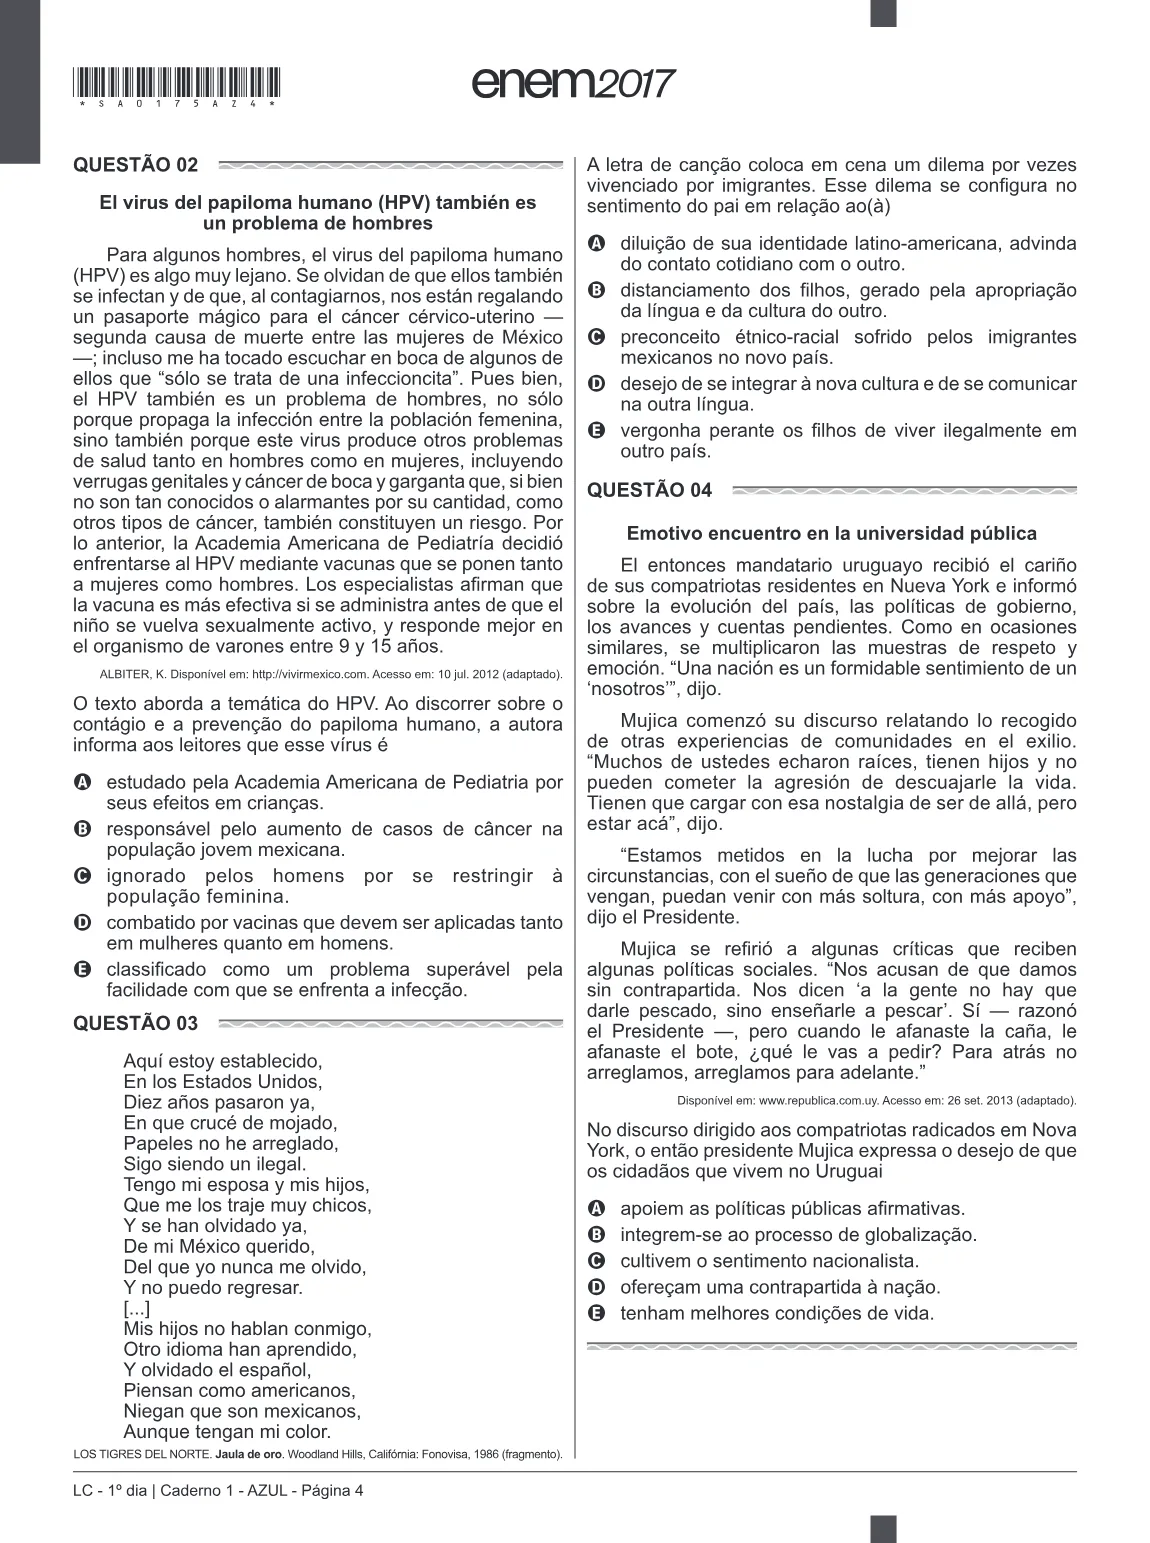 *SA0175AZ4*
enem2017
QUESTÃO 02
El virus del papiloma humano (HPV) también es
un problema de hombres
Para algunos hombres, el virus del papiloma humano
(HPV) es algo muy lejano. Se olvidan de que ellos también
se infectan y de que, al contagiarnos, nos están regalando
un pasaporte mágico para el cáncer cérvico-uterino —
segunda causa de muerte entre las mujeres de México
—; incluso me ha tocado escuchar en boca de algunos de
ellos que “sólo se trata de una infeccioncita”. Pues bien,
el HPV también es un problema de hombres, no sólo
porque propaga la infección entre la población femenina,
sino también porque este virus produce otros problemas
de salud tanto en hombres como en mujeres, incluyendo
verrugas genitales y cáncer de boca y garganta que, si bien
no son tan conocidos o alarmantes por su cantidad, como
otros tipos de cáncer, también constituyen un riesgo. Por
lo anterior, la Academia Americana de Pediatría decidió
enfrentarse al HPV mediante vacunas que se ponen tanto
a mujeres como hombres. Los especialistas afirman que
la vacuna es más efectiva si se administra antes de que el
niño se vuelva sexualmente activo, y responde mejor en
el organismo de varones entre 9 y 15 años.
ALBITER, K. Disponível em: http://vivirmexico.com. Acesso em: 10 jul. 2012 (adaptado).
O texto aborda a temática do HPV. Ao discorrer sobre o
contágio e a prevenção do papiloma humano, a autora
informa aos leitores que esse vírus é
A estudado pela Academia Americana de Pediatria por
seus efeitos em crianças.
B responsável pelo aumento de casos de câncer na
população jovem mexicana.
C ignorado pelos homens por se restringir à
população feminina.
D combatido por vacinas que devem ser aplicadas tanto
em mulheres quanto em homens.
E classificado como um problema superável pela
facilidade com que se enfrenta a infecção.
QUESTÃO 03
Aquí estoy establecido,
En los Estados Unidos,
Diez años pasaron ya,
En que crucé de mojado,
Papeles no he arreglado,
Sigo siendo un ilegal.
Tengo mi esposa y mis hijos,
Que me los traje muy chicos,
Y se han olvidado ya,
De mi México querido,
Del que yo nunca me olvido,
Y no puedo regresar.
[...]
Mis hijos no hablan conmigo,
Otro idioma han aprendido,
Y olvidado el español,
Piensan como americanos,
Niegan que son mexicanos,
Aunque tengan mi color.
LOS TIGRES DEL NORTE. Jaula de oro. Woodland Hills, Califórnia: Fonovisa, 1986 (fragmento).
A letra de canção coloca em cena um dilema por vezes
vivenciado por imigrantes. Esse dilema se configura no
sentimento do pai em relação ao(à)
A diluição de sua identidade latino-americana, advinda
do contato cotidiano com o outro.
B distanciamento dos filhos, gerado pela apropriação
da língua e da cultura do outro.
C preconceito étnico-racial sofrido pelos imigrantes
mexicanos no novo país.
D desejo de se integrar à nova cultura e de se comunicar
na outra língua.
E vergonha perante os filhos de viver ilegalmente em
outro país.
QUESTÃO 04
Emotivo encuentro en la universidad pública
El entonces mandatario uruguayo recibió el cariño
de sus compatriotas residentes en Nueva York e informó
sobre la evolución del país, las políticas de gobierno,
los avances y cuentas pendientes. Como en ocasiones
similares, se multiplicaron las muestras de respeto y
emoción. “Una nación es un formidable sentimiento de un
‘nosotros’”, dijo.
Mujica comenzó su discurso relatando lo recogido
de otras experiencias de comunidades en el exilio.
“Muchos de ustedes echaron raíces, tienen hijos y no
pueden cometer la agresión de descuajarle la vida.
Tienen que cargar con esa nostalgia de ser de allá, pero
estar acá”, dijo.
“Estamos metidos en la lucha por mejorar las
circunstancias, con el sueño de que las generaciones que
vengan, puedan venir con más soltura, con más apoyo”,
dijo el Presidente.
Mujica se refirió a algunas críticas que reciben
algunas políticas sociales. “Nos acusan de que damos
sin contrapartida. Nos dicen ‘a la gente no hay que
darle pescado, sino enseñarle a pescar’. Sí — razonó
el Presidente —, pero cuando le afanaste la caña, le
afanaste el bote, ¿qué le vas a pedir? Para atrás no
arreglamos, arreglamos para adelante.”
Disponível em: www.republica.com.uy. Acesso em: 26 set. 2013 (adaptado).
No discurso dirigido aos compatriotas radicados em Nova
York, o então presidente Mujica expressa o desejo de que
os cidadãos que vivem no Uruguai
A apoiem as políticas públicas afirmativas.
B integrem-se ao processo de globalização.
C cultivem o sentimento nacionalista.
D ofereçam uma contrapartida à nação.
E tenham melhores condições de vida.
LC - 1º dia | Caderno 1 - AZUL - Página 4